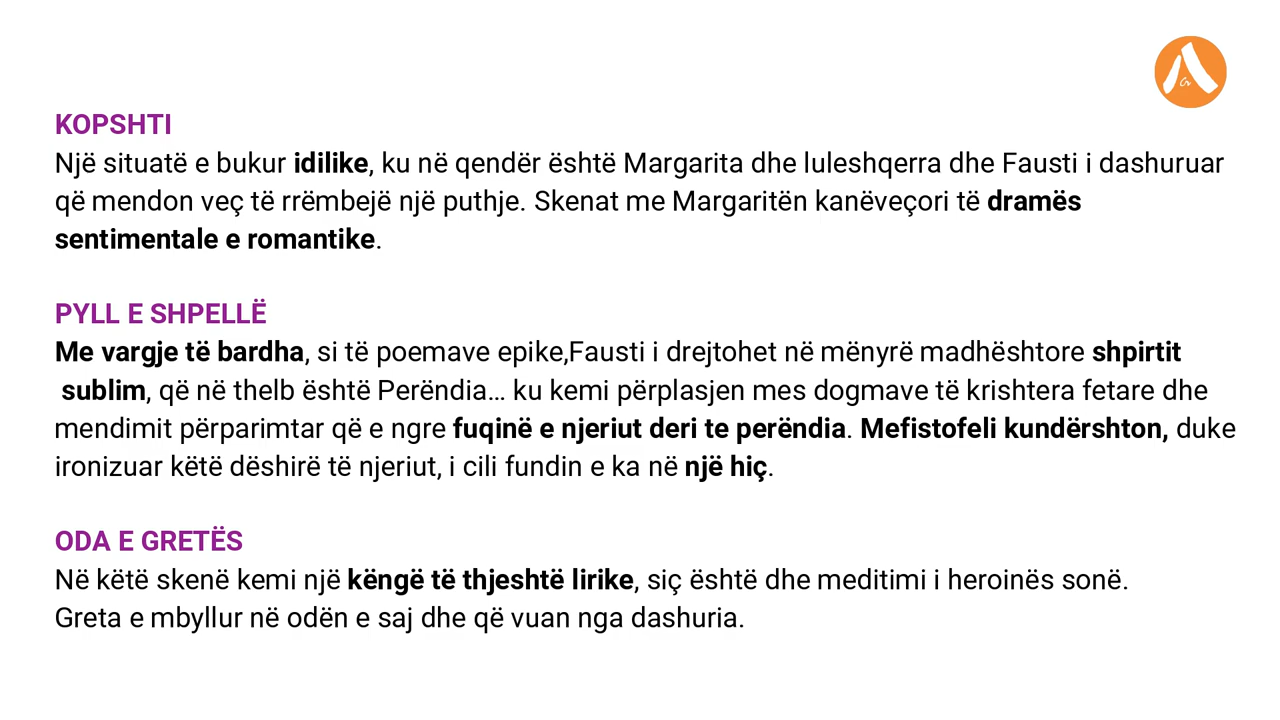 KOPSHTI
Një situatë e bukur idilike, ku në qendër është Margarita dhe luleshqerra dhe Fausti i dashuruar
që mendon veç të rrëmbejë një puthje. Skenat me Margaritën kanëveçori të dramës
sentimentale e romantike.
PYLL E SHPELLË
Me vargje të bardha, si të poemave epike,Fausti i drejtohet në mënyrë madhështore shpirtit
sublim, që në thelb është Perëndia... ku kemi përplasjen mes dogmave të krishtera fetare dhe
mendimit përparimtar që e ngre fuqinë e njeriut deri te perëndia. Mefistofeli kundërshton, duke
ironizuar këtë dëshirë të njeriut, i cili fundin e ka në një hiç.
ODA E GRETËS
Në këtë skenë kemi një këngë të thjeshtë lirike, siç është dhe meditimi i heroinës sonë.
Greta e mbyllur në odën e saj dhe që vuan nga dashuria.